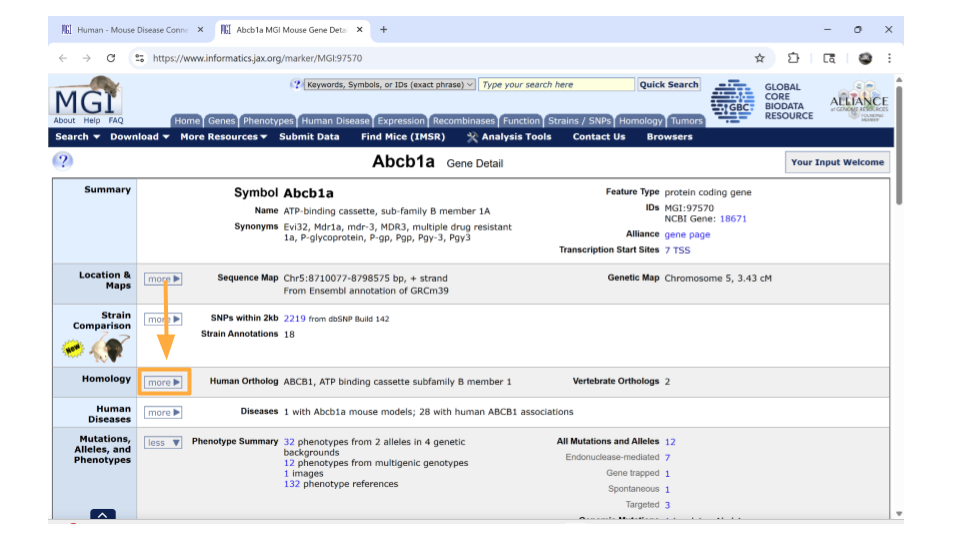 Human - Mouse Disease Conne
Abcb1a MGI Mouse Gene Deta
https://www.informatics.jax.org/marker/MGI:97570
MGI
About Help FAQ
Keywords, Symbols, or IDs (exact phrase)
Type your search here
Quick Search
Home Genes Phenotypes Human Disease Expression Recombinases Function Strains / SNPs Homology Tumors
GBC
GLOBAL
CORE
BIODATA
RESOURCE
ALLIANCE
of GENOME RESOURCES
FOUNDING
MEMBER
Search Download More Resources Submit Data Find Mice (IMSR) Analysis Tools Contact Us Browsers
?
Abcb1a Gene Detail
Your Input Welcome
Summary
Symbol Abcb1a
Name ATP-binding cassette, sub-family B member 1A
Synonyms Evi32, Mdr1a, mdr-3, MDR3, multiple drug resistant
1a, P-glycoprotein, P-gp, Pgp, Pgy-3, Pgy3
Feature Type protein coding gene
IDs MGI:97570
NCBI Gene: 18671
Alliance gene page
Transcription Start Sites 7 TSS
Location &
Maps
more
Sequence Map Chr5:8710077-8798575 bp, + strand
From Ensembl annotation of GRCm39
Genetic Map Chromosome 5, 3.43 cM
Strain
Comparison
New
more
SNPs within 2kb 2219 from dbSNP Build 142
Strain Annotations 18
Homology
more
Human Ortholog ABCB1, ATP binding cassette subfamily B member 1
Vertebrate Orthologs 2
Human
Diseases
more
Diseases 1 with Abcb1a mouse models; 28 with human ABCB1 associations
Mutations,
Alleles, and
Phenotypes
less
Phenotype Summary 32 phenotypes from 2 alleles in 4 genetic
backgrounds
12 phenotypes from multigenic genotypes
1 images
132 phenotype references
All Mutations and Alleles 12
Endonuclease-mediated 7
Gene trapped 1
Spontaneous 1
Targeted 3